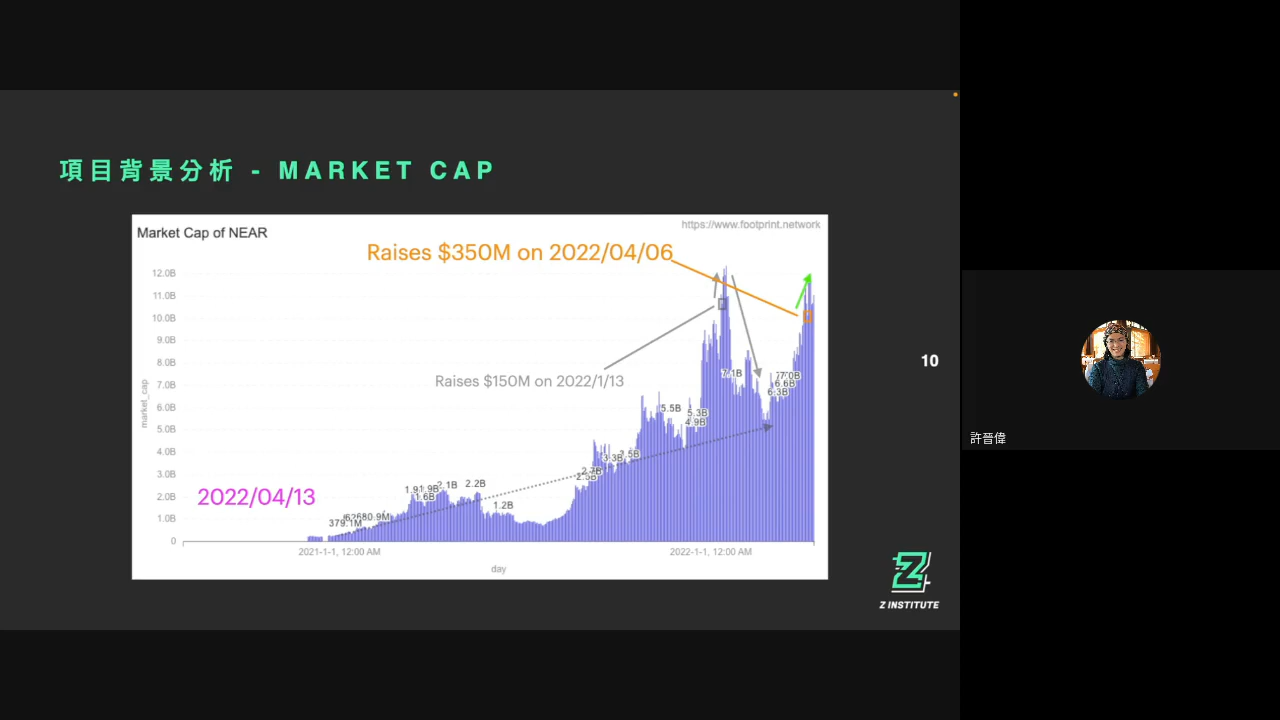 項目背景分析 - MARKET CAP
Market Cap of NEAR
https://www.footprint.network
Raises $350M on 2022/04/06
12.0B
11.0B
10.0B
9.0B
8.0B
7.0B
6.0B
5.0B
4.0B
3.0B
2.0B
1.0B
0
market_cap
Raises $150M on 2022/1/13
7.1B
7.0B
6.6B
6.3B
5.5B
5.3B
4.9B
3.5B
3.3B
2.2B
2.1B
1.9B
1.6B
1.2B
379.1M
2022/04/13
2021-1-1, 12:00 AM
2022-1-1, 12:00 AM
day
10
Z INSTITUTE
許晉偉